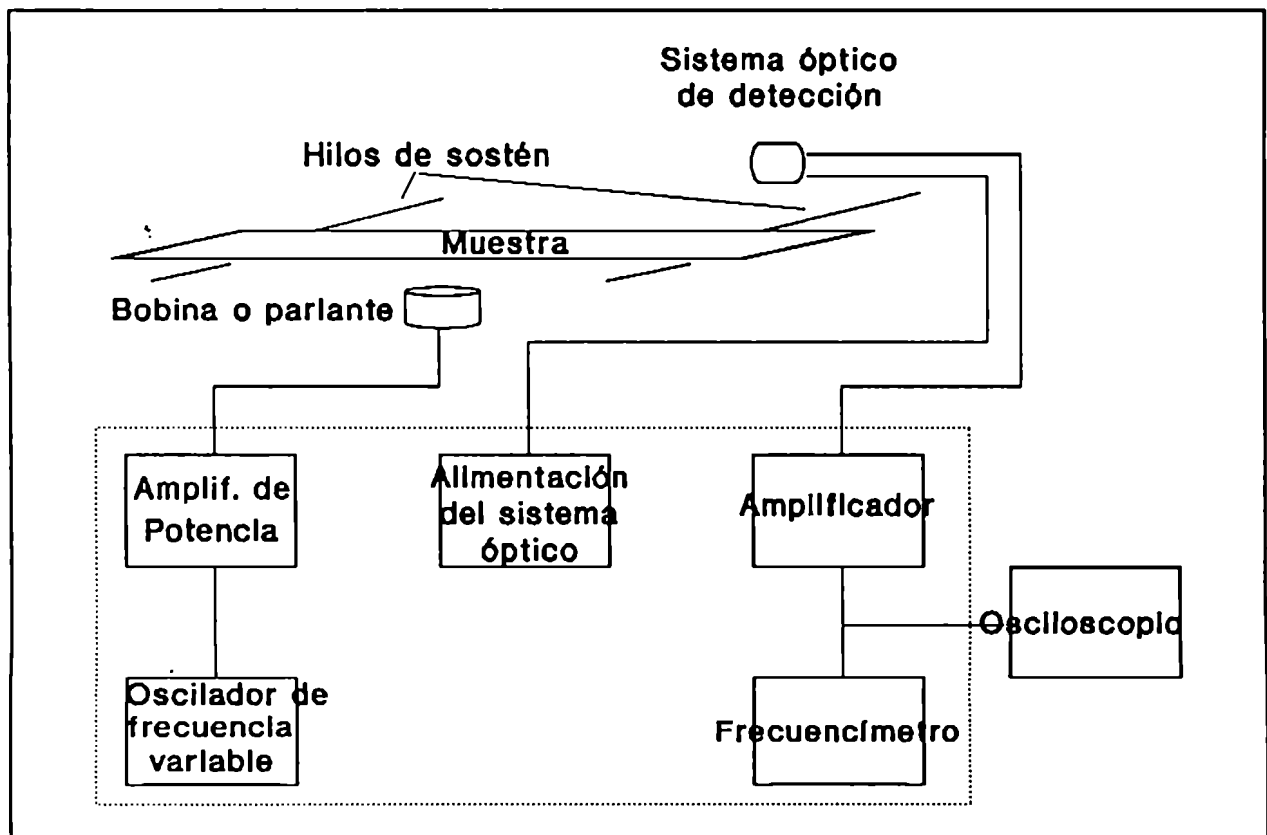 Sistema óptico
de detección
Hilos de sostén
Muestra
Bobina o parlante
Amplif. de
Potencia
Alimentación
del sistema
óptico
Amplificador
Osciloscopio
Oscilador de
frecuencia
variable
Frecuencímetro